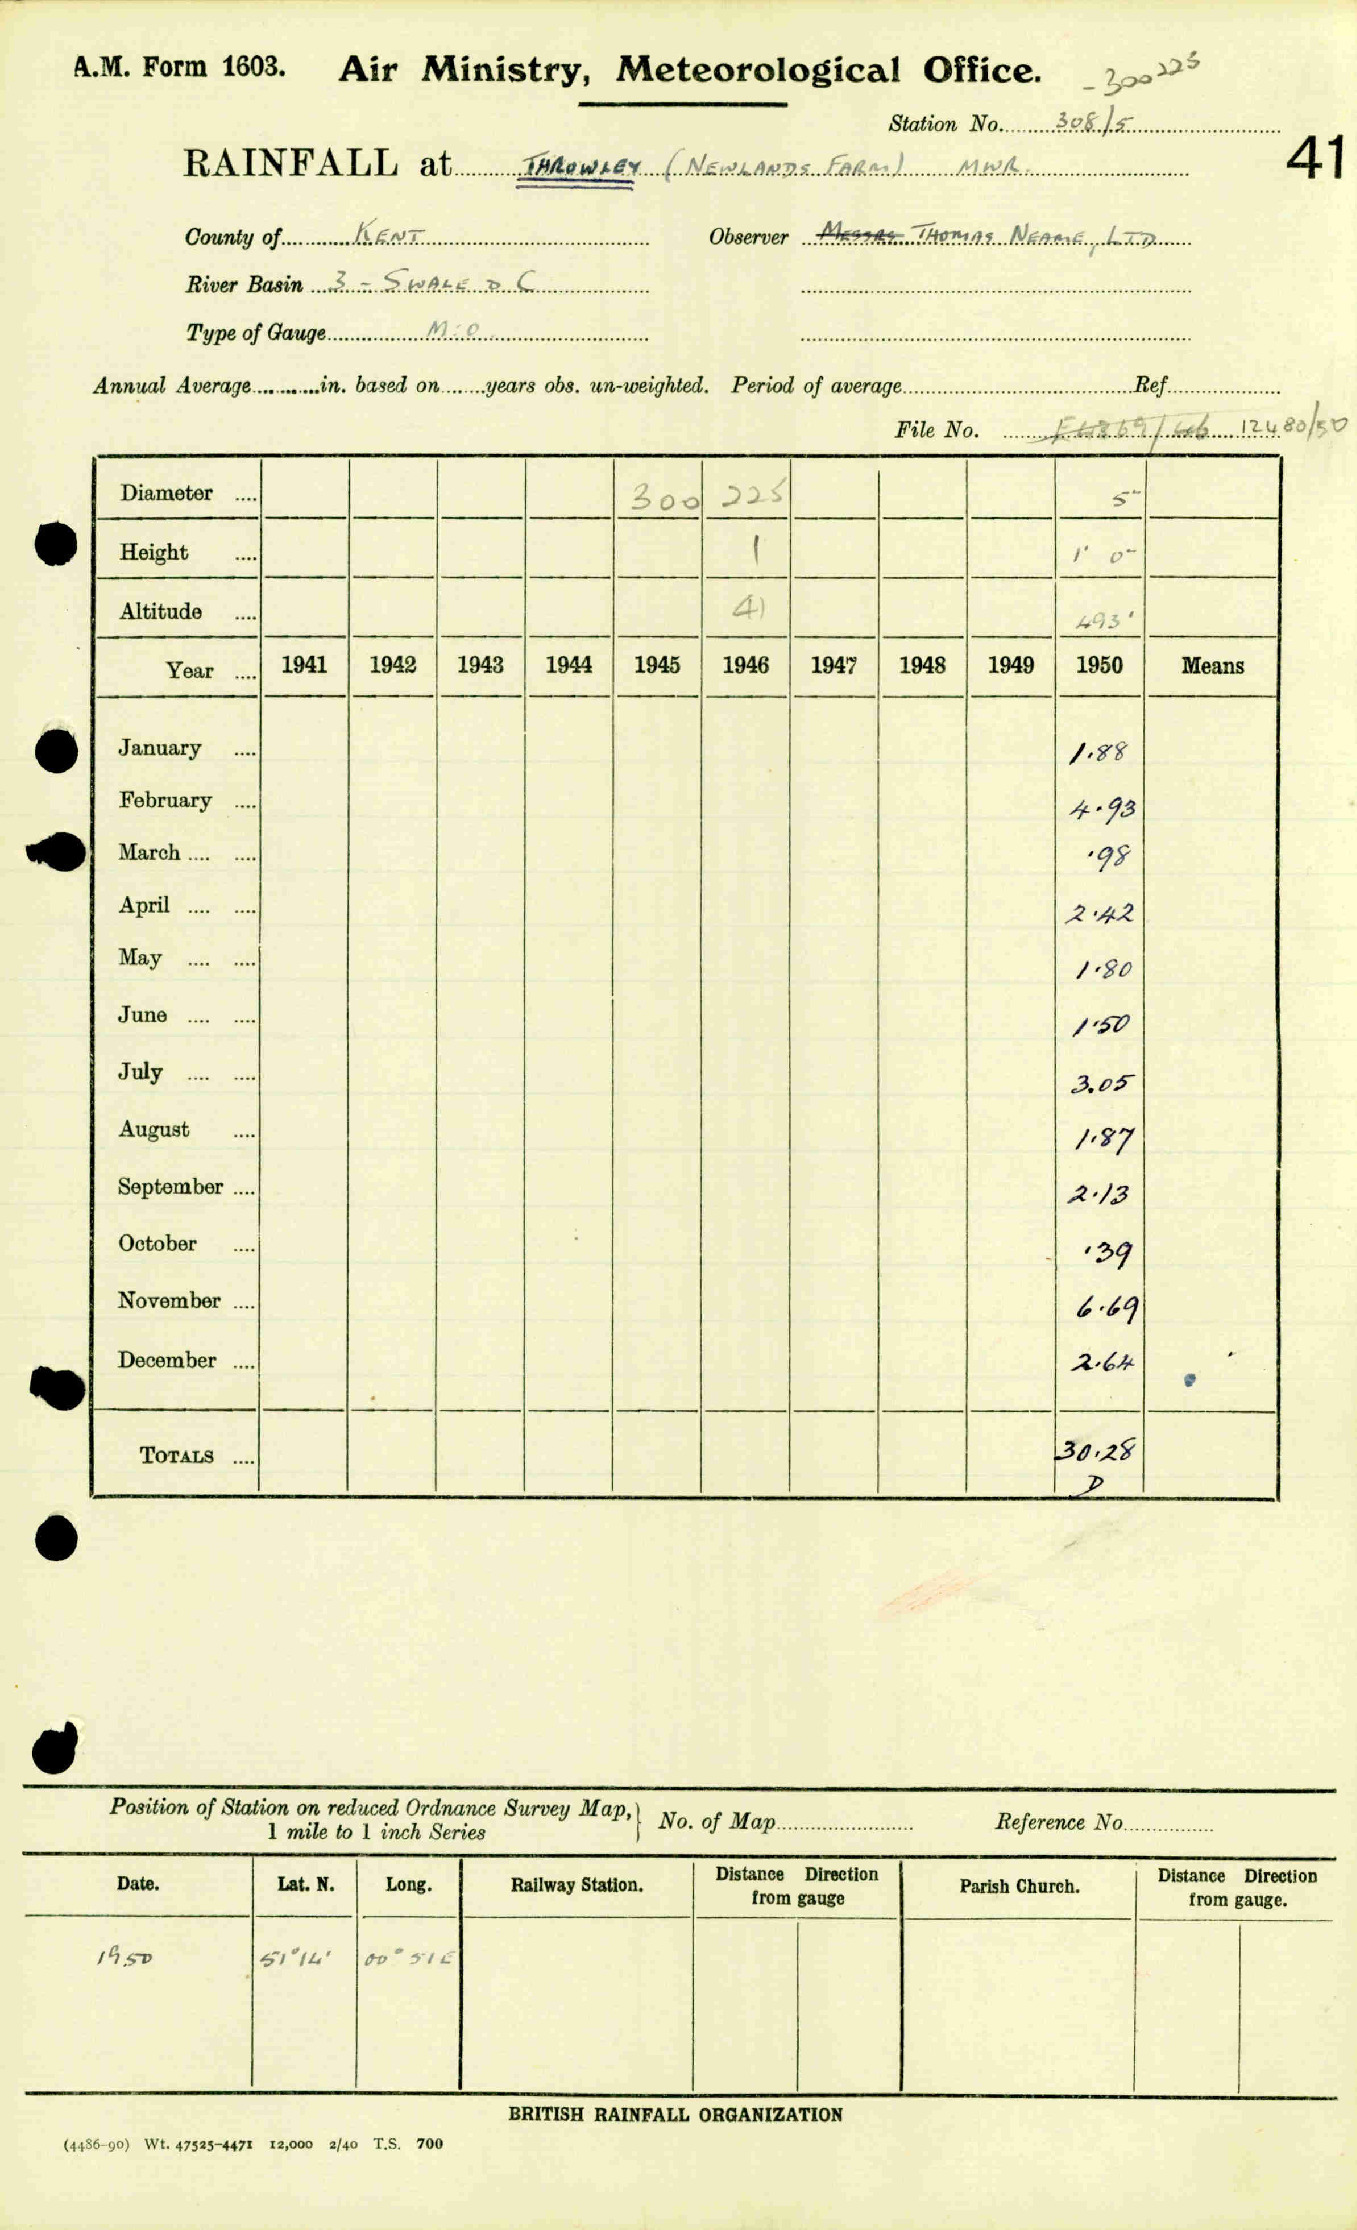 A.M. Form 1603. Air Ministry, Meteorological Office. -300225
Station No. 308/5
41
RAINFALL at THROWLEY (NEWLANDS FARM) MWR.
County of KENT Observer Messrs THOMAS NEAME, LTD
River Basin 3 - SWALE D C
Type of Gauge M.O.
Annual Average in. based on years obs. un-weighted. Period of average Ref.
File No. 12480/50
Diameter .... 300 225 5"
Height .... 1 1' 0"
Altitude .... 41 493'
Year .... 1941 1942 1943 1944 1945 1946 1947 1948 1949 1950 Means
January .... 1.88
February .... 4.93
March .... .... .98
April .... .... 2.42
May .... .... 1.80
June .... .... 1.50
July .... .... 3.05
August .... 1.87
September .... 2.13
October .... .39
November .... 6.69
December .... 2.64
TOTALS .... 30.28
D
Position of Station on reduced Ordnance Survey Map, } No. of Map Reference No.
1 mile to 1 inch Series
Date. Lat. N. Long. Railway Station. Distance Direction from gauge Parish Church. Distance Direction from gauge.
1950 51°14' 00° 51 E
BRITISH RAINFALL ORGANIZATION
(4486-90) Wt. 47525-4471 12,000 2/40 T.S. 700